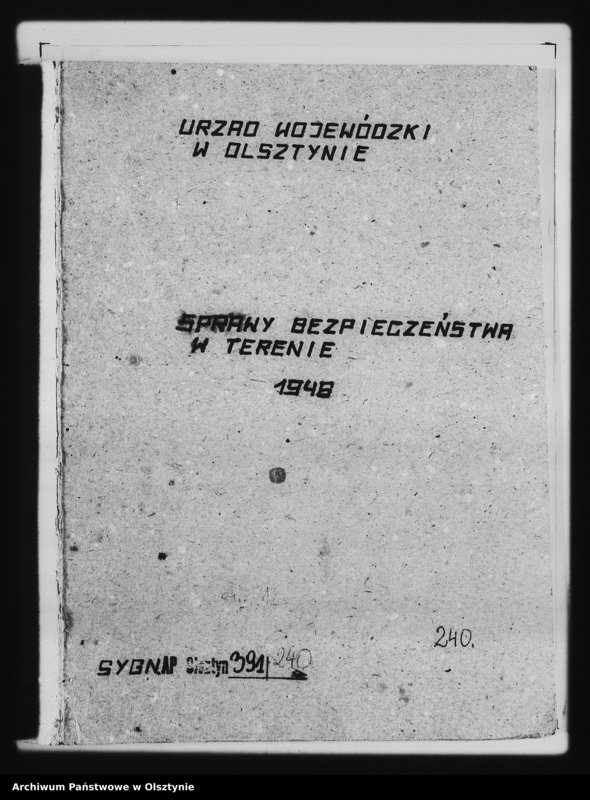 URZĄD WOJEWÓDZKI
W OLSZTYNIE
SPRAWY BEZPIECZEŃSTWA
W TERENIE
1948
240.
SYGN. AP Olsztyn 391/240
Archiwum Państwowe w Olsztynie